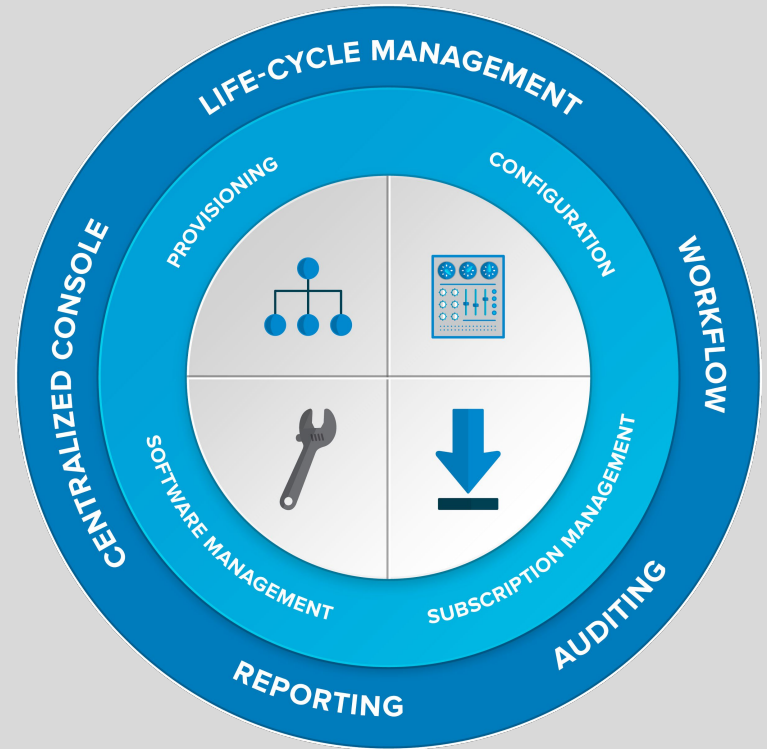 LIFE-CYCLE MANAGEMENT
PROVISIONING
CONFIGURATION
CENTRALIZED CONSOLE
WORKFLOW
SOFTWARE MANAGEMENT
SUBSCRIPTION MANAGEMENT
AUDITING
REPORTING